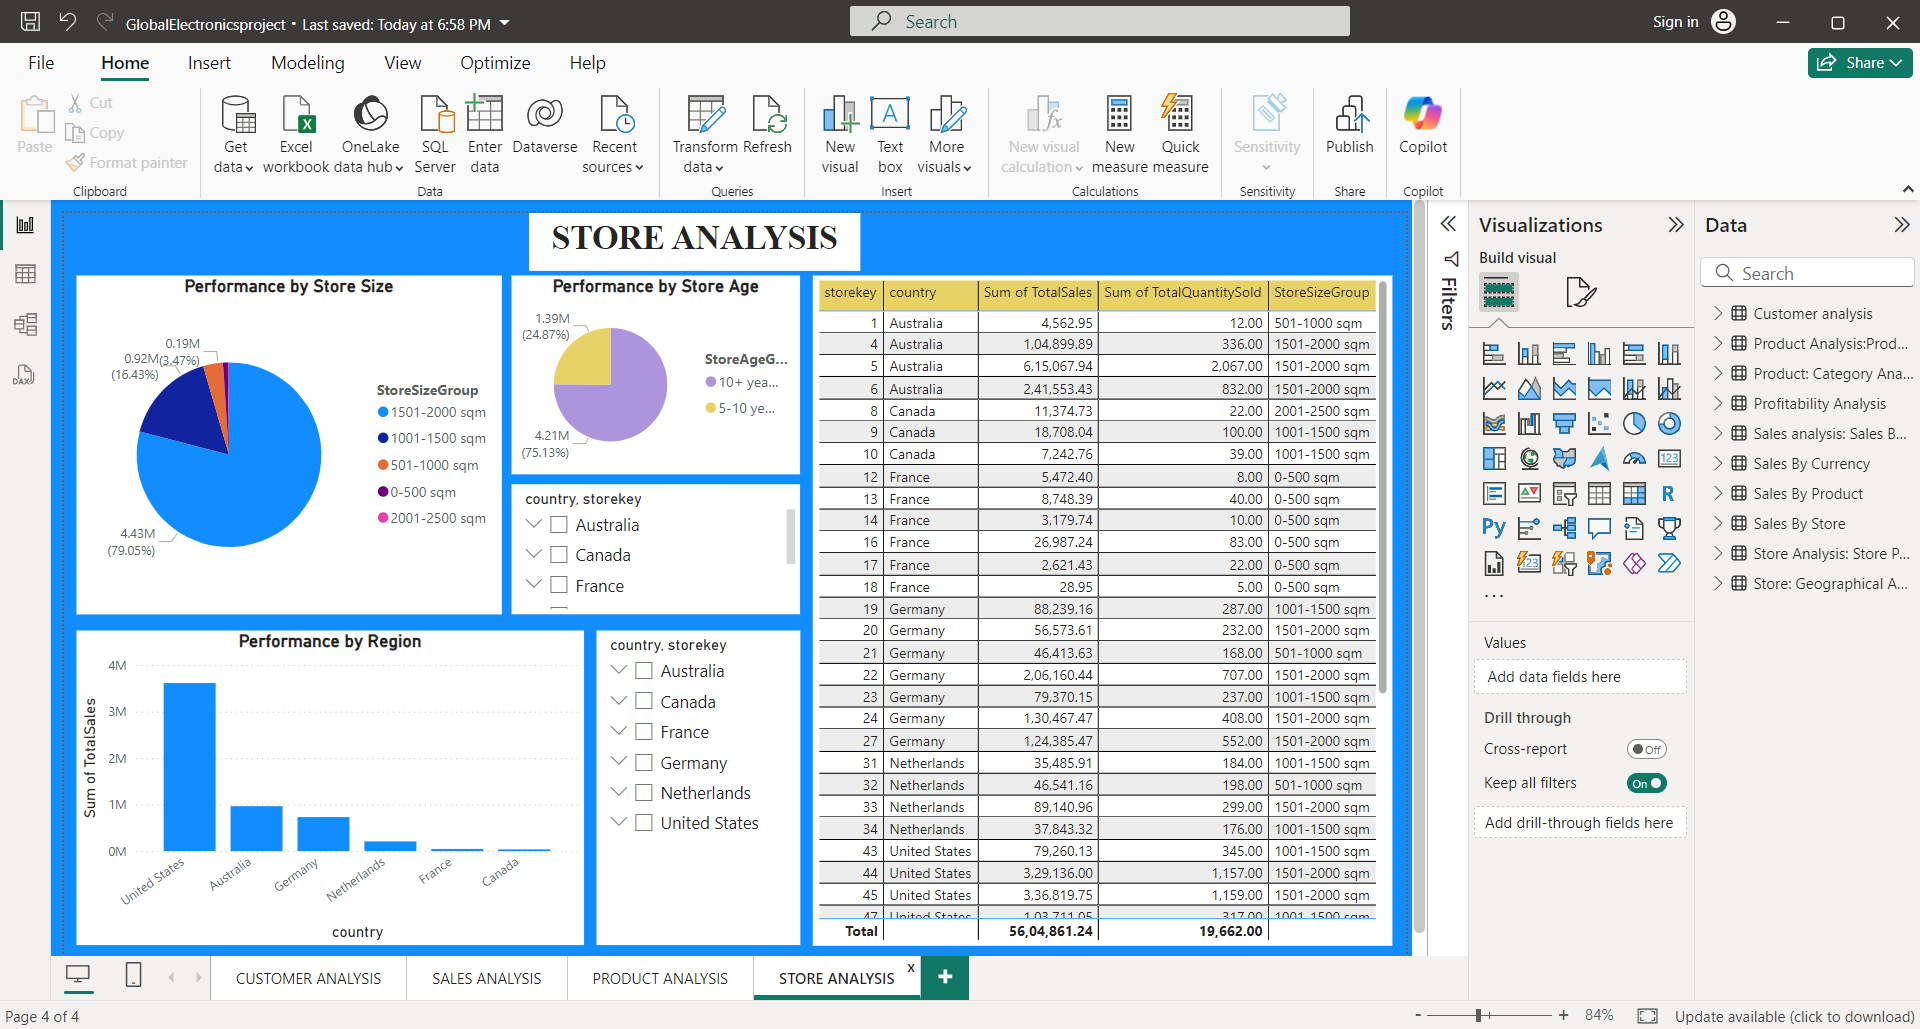 GlobalElectronicsproject • Last saved: Today at 6:58 PM
Search
Sign in
File Home Insert Modeling View Optimize Help
Share
Paste
Cut
Copy
Format painter
Clipboard
Get data
Excel workbook
OneLake data hub
SQL Server
Enter data
Dataverse
Recent sources
Data
Transform data
Refresh
Queries
New visual
Text box
More visuals
Insert
New visual calculation
New measure
Quick measure
Calculations
Sensitivity
Sensitivity
Publish
Share
Copilot
Copilot
STORE ANALYSIS
Performance by Store Size
0.19M
(3.47%)
0.92M
(16.43%)
4.43M
(79.05%)
StoreSizeGroup
1501-2000 sqm
1001-1500 sqm
501-1000 sqm
0-500 sqm
2001-2500 sqm
Performance by Store Age
1.39M
(24.87%)
4.21M
(75.13%)
StoreAgeG...
10+ yea...
5-10 ye...
country, storekey
Australia
Canada
France
Performance by Region
Sum of TotalSales
4M
3M
2M
1M
0M
United States
Australia
Germany
Netherlands
France
Canada
country
country, storekey
Australia
Canada
France
Germany
Netherlands
United States
storekey country Sum of TotalSales Sum of TotalQuantitySold StoreSizeGroup
1 Australia 4,562.95 12.00 501-1000 sqm
4 Australia 1,04,899.89 336.00 1501-2000 sqm
5 Australia 6,15,067.94 2,067.00 1501-2000 sqm
6 Australia 2,41,553.43 832.00 1501-2000 sqm
8 Canada 11,374.73 22.00 2001-2500 sqm
9 Canada 18,708.04 100.00 1001-1500 sqm
10 Canada 7,242.76 39.00 1001-1500 sqm
12 France 5,472.40 8.00 0-500 sqm
13 France 8,748.39 40.00 0-500 sqm
14 France 3,179.74 10.00 0-500 sqm
16 France 26,987.24 83.00 0-500 sqm
17 France 2,621.43 22.00 0-500 sqm
18 France 28.95 5.00 0-500 sqm
19 Germany 88,239.16 287.00 1001-1500 sqm
20 Germany 56,573.61 232.00 1501-2000 sqm
21 Germany 46,413.63 168.00 501-1000 sqm
22 Germany 2,06,160.44 707.00 1501-2000 sqm
23 Germany 79,370.15 237.00 1001-1500 sqm
24 Germany 1,30,467.47 408.00 1501-2000 sqm
27 Germany 1,24,385.47 552.00 1501-2000 sqm
31 Netherlands 35,485.91 184.00 1001-1500 sqm
32 Netherlands 46,541.16 198.00 501-1000 sqm
33 Netherlands 89,140.96 299.00 1501-2000 sqm
34 Netherlands 37,843.32 176.00 1001-1500 sqm
43 United States 79,260.13 345.00 1001-1500 sqm
44 United States 3,29,136.00 1,157.00 1501-2000 sqm
45 United States 3,36,819.75 1,159.00 1501-2000 sqm
47 United States 1,03,711.05 317.00 1001-1500 sqm
Total 56,04,861.24 19,662.00
Filters
Visualizations
Build visual
123
R
Py
123
...
Values
Add data fields here
Drill through
Cross-report Off
Keep all filters On
Add drill-through fields here
Data
Search
Customer analysis
Product Analysis:Prod...
Product: Category Ana...
Profitability Analysis
Sales analysis: Sales B...
Sales By Currency
Sales By Product
Sales By Store
Store Analysis: Store P...
Store: Geographical A...
DAX
CUSTOMER ANALYSIS
SALES ANALYSIS
PRODUCT ANALYSIS
STORE ANALYSIS
x
+
Page 4 of 4
- + 84%
Update available (click to download)